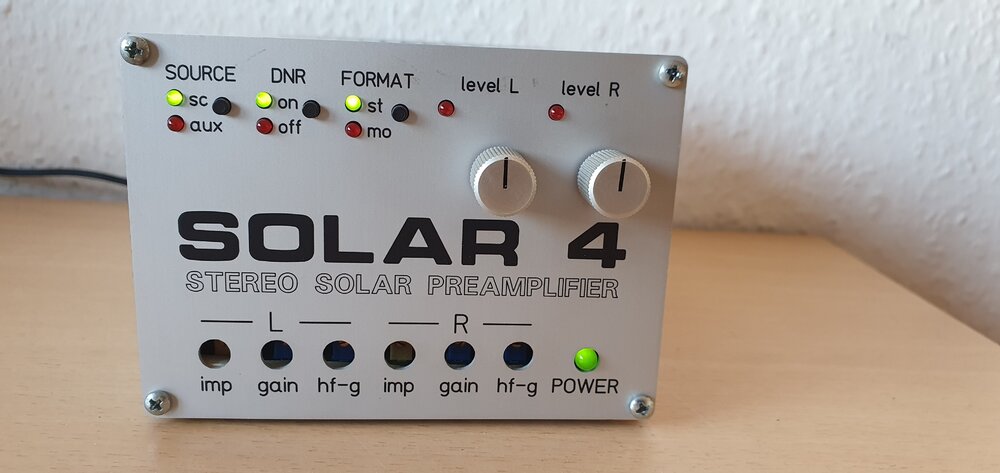 SOURCE DNR FORMAT level L level R
sc on st
aux off mo
SOLAR 4
STEREO SOLAR PREAMPLIFIER
L R
imp gain hf-g imp gain hf-g POWER